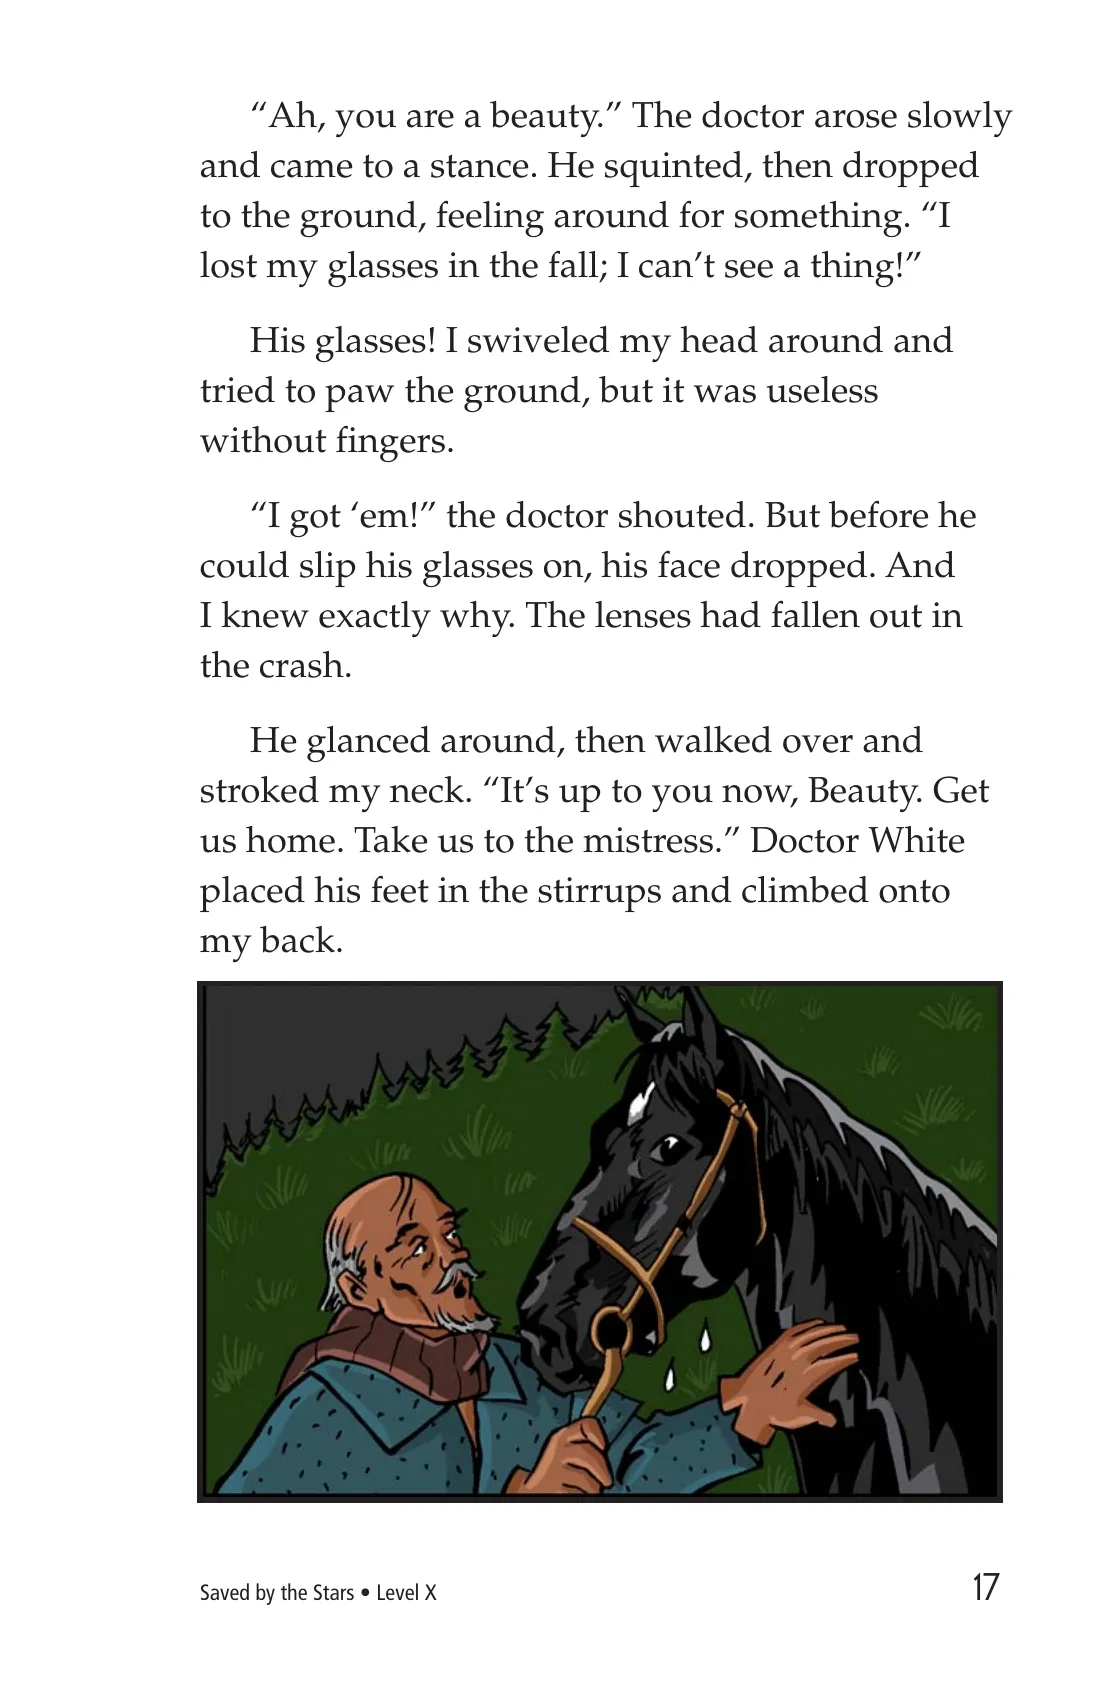 “Ah, you are a beauty.” The doctor arose slowly
and came to a stance. He squinted, then dropped
to the ground, feeling around for something. “I
lost my glasses in the fall; I can’t see a thing!”
His glasses! I swiveled my head around and
tried to paw the ground, but it was useless
without fingers.
“I got ‘em!” the doctor shouted. But before he
could slip his glasses on, his face dropped. And
I knew exactly why. The lenses had fallen out in
the crash.
He glanced around, then walked over and
stroked my neck. “It’s up to you now, Beauty. Get
us home. Take us to the mistress.” Doctor White
placed his feet in the stirrups and climbed onto
my back.
Saved by the Stars • Level X
17